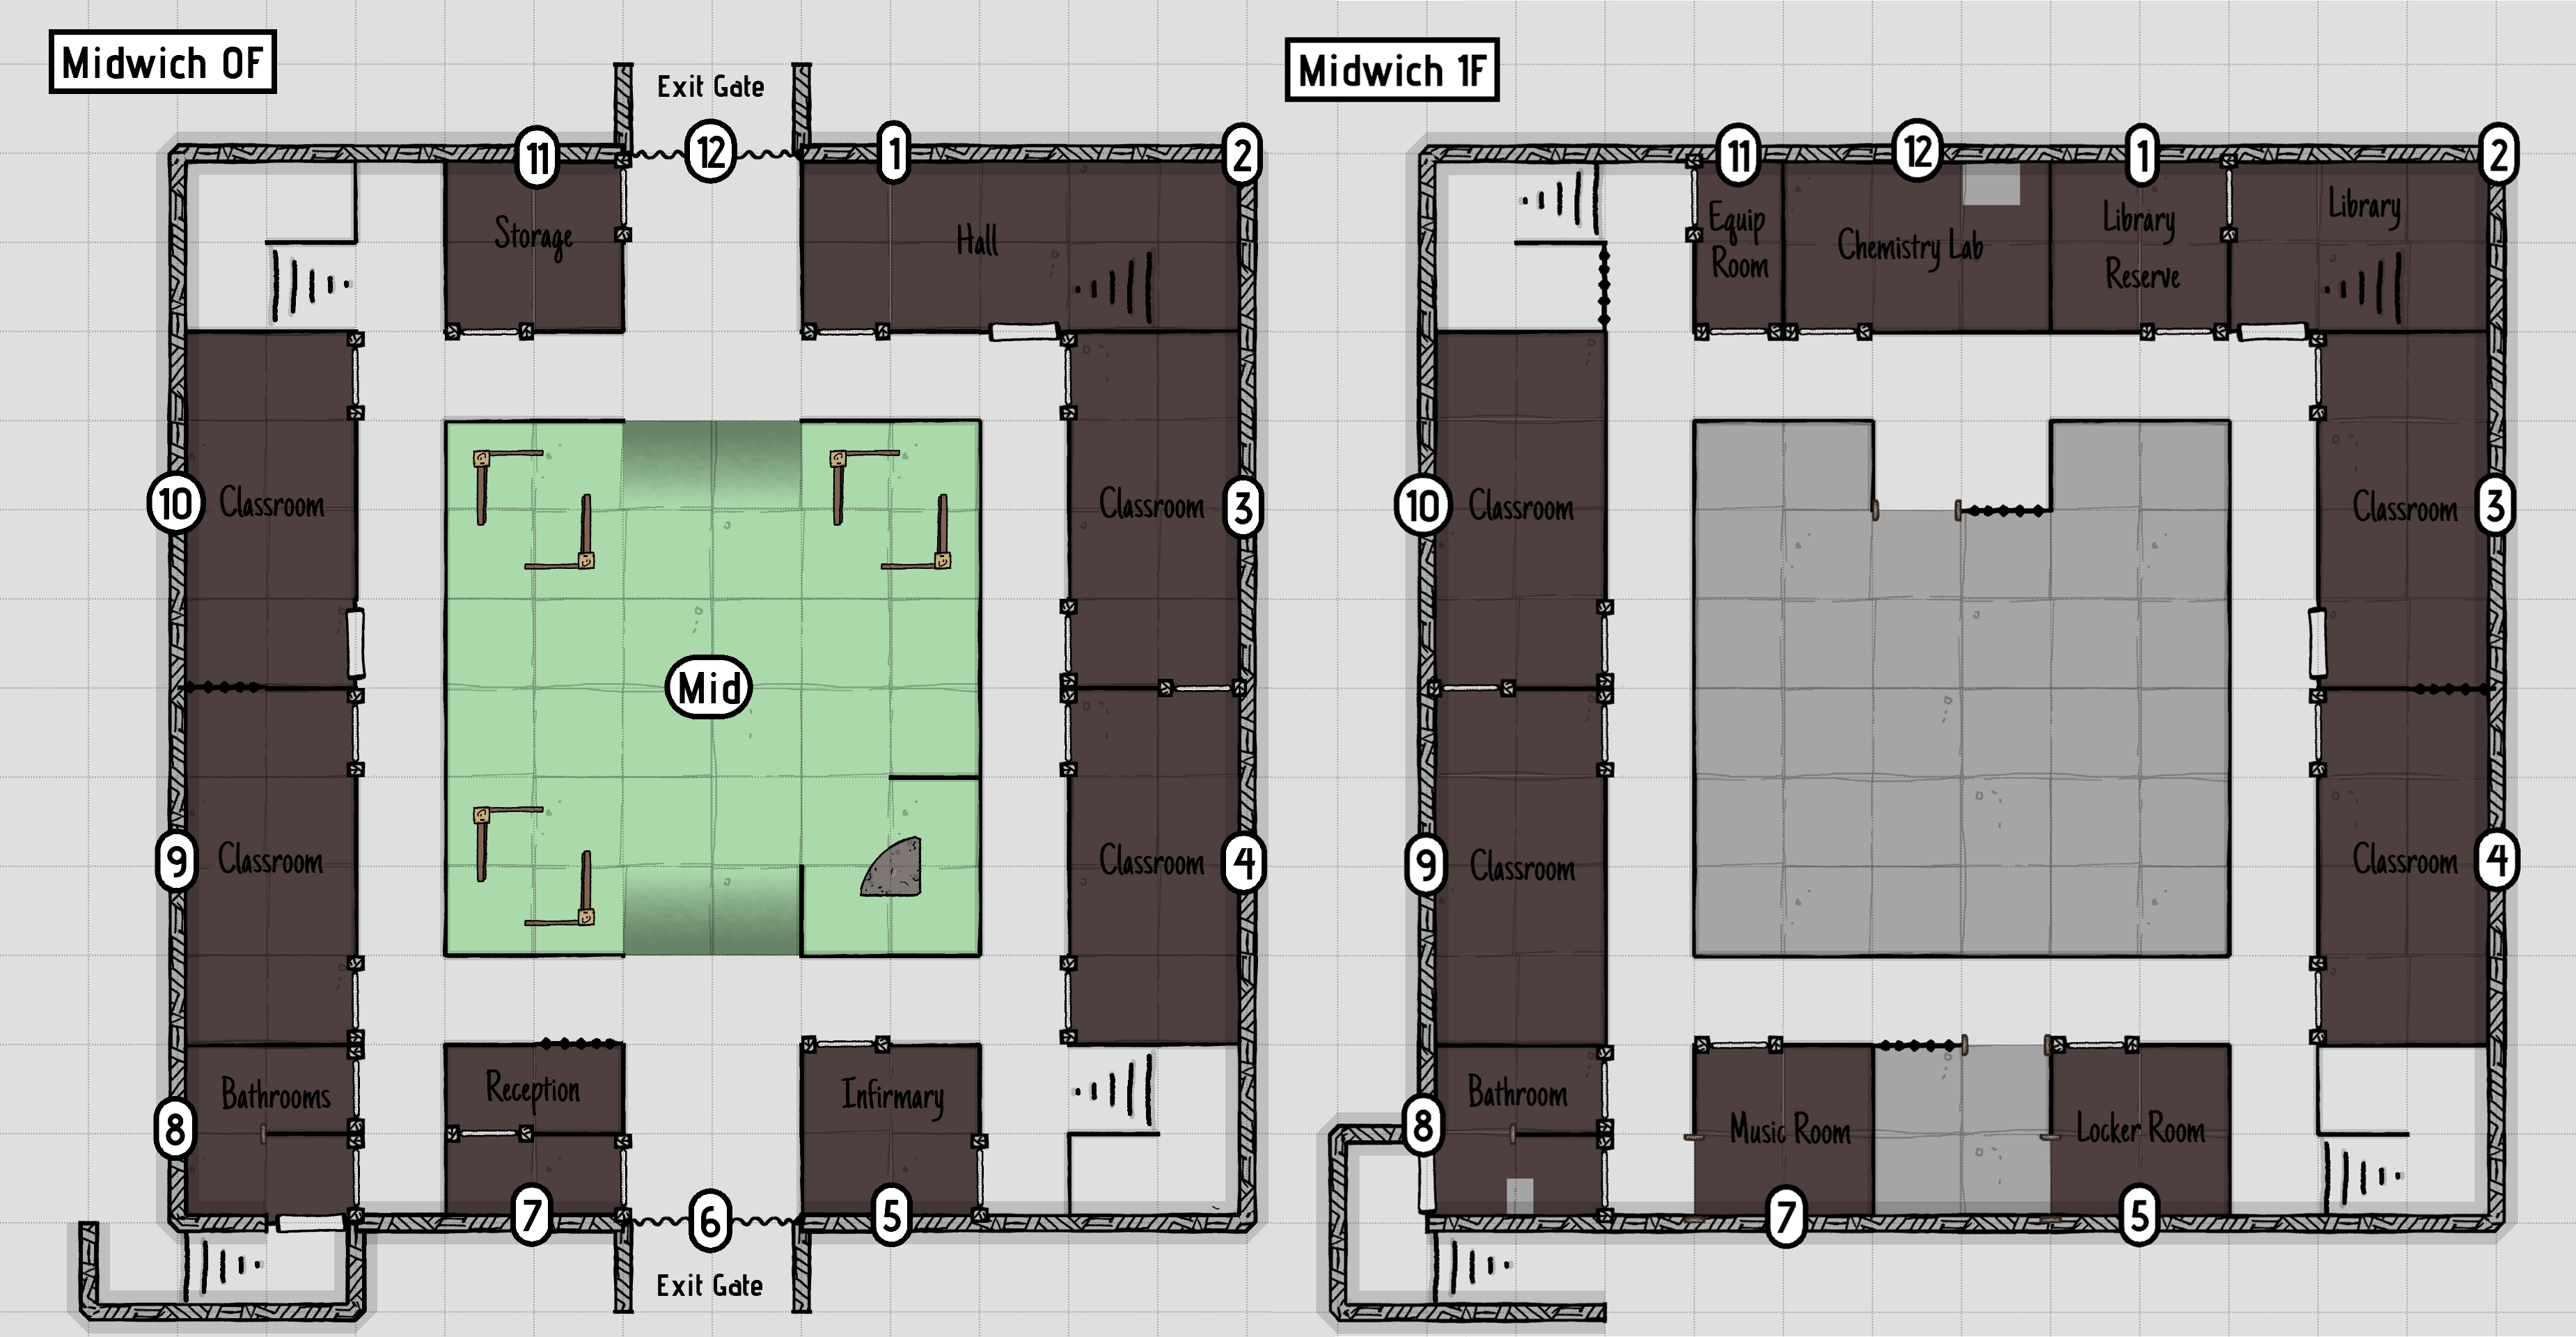 Midwich 0F
Exit Gate
11
12
1
2
Storage
Hall
10
Classroom
Classroom
3
Mid
9
Classroom
Classroom
4
Bathrooms
Reception
Infirmary
8
7
6
5
Exit Gate
Midwich 1F
11
12
1
2
Equip
Room
Chemistry Lab
Library
Reserve
Library
10
Classroom
Classroom
3
9
Classroom
Classroom
4
Bathroom
8
Music Room
Locker Room
7
5